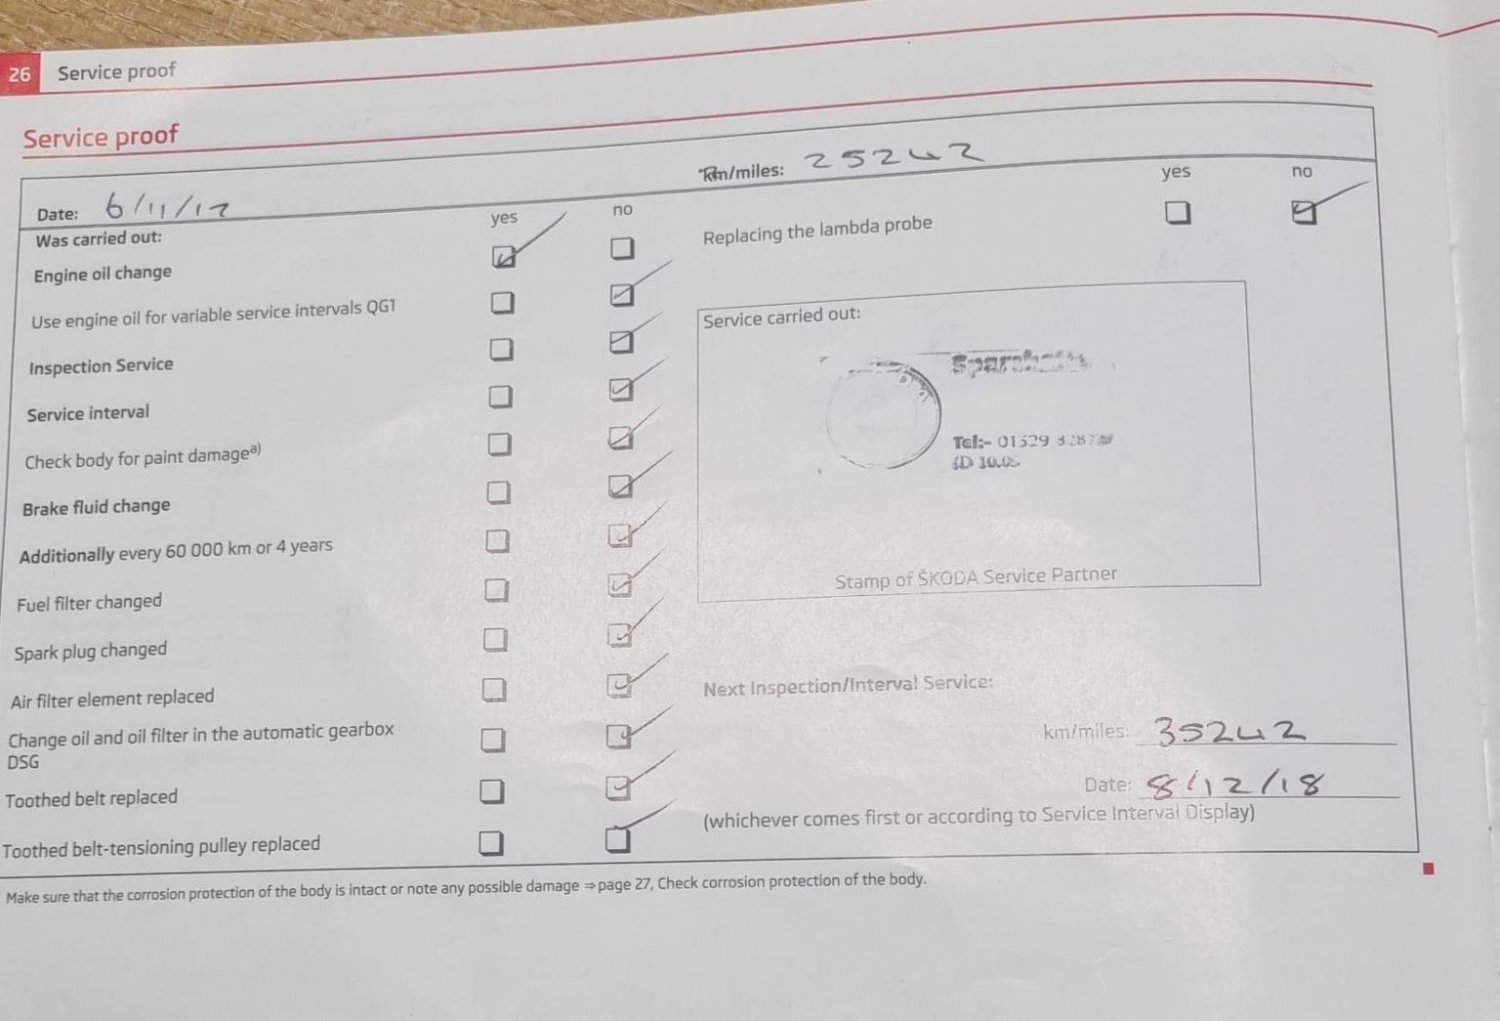 26 Service proof
Service proof
Date: 6/11/17
Km/miles: 25242
Was carried out:
yes no
Engine oil change
Use engine oil for variable service intervals QG1
Inspection Service
Service interval
Check body for paint damagea)
Brake fluid change
Additionally every 60 000 km or 4 years
Fuel filter changed
Spark plug changed
Air filter element replaced
Change oil and oil filter in the automatic gearbox
DSG
Toothed belt replaced
Toothed belt-tensioning pulley replaced
yes no
Replacing the lambda probe
Service carried out:
Tel:- 01329
Stamp of ŠKODA Service Partner
Next Inspection/Interval Service:
km/miles: 35242
Date: 8/12/18
(whichever comes first or according to Service Interval Display)
Make sure that the corrosion protection of the body is intact or note any possible damage ⇒ page 27, Check corrosion protection of the body.